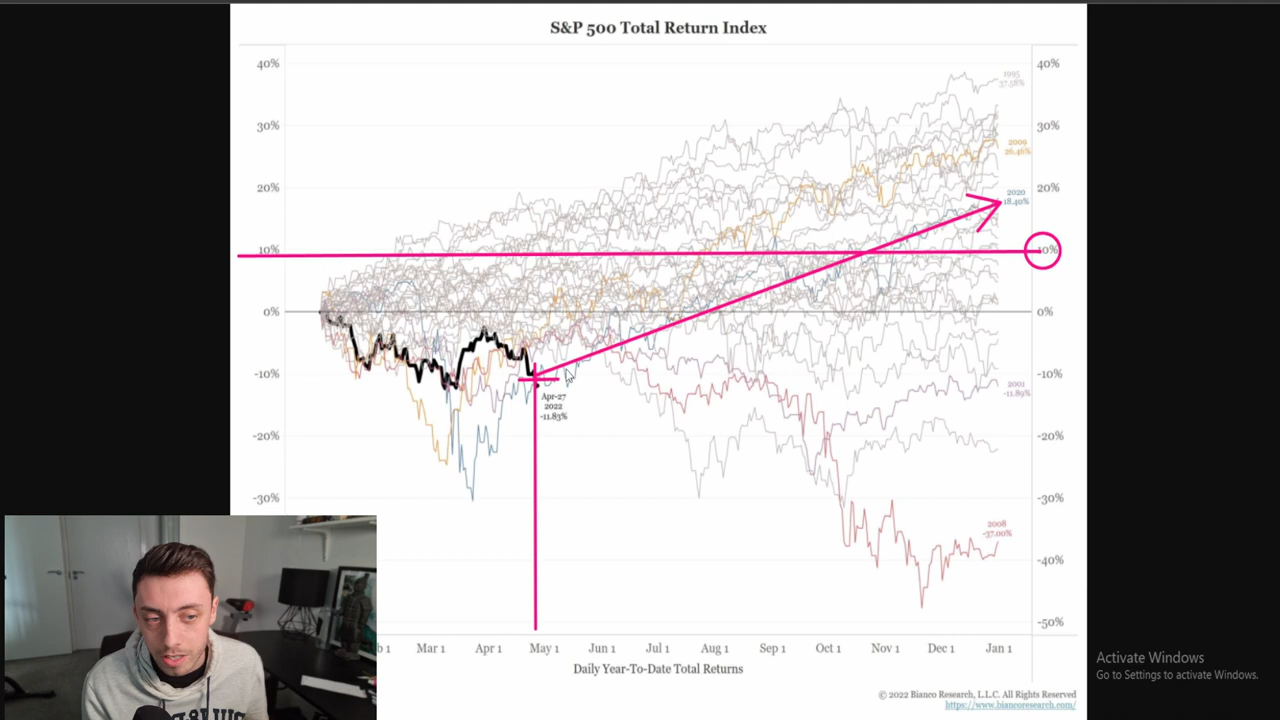 S&P 500 Total Return Index
40%
40%
1995
37.58%
30%
30%
2009
26.46%
20%
20%
2020
18.40%
10%
10%
0%
0%
-10%
-10%
2001
-11.89%
Apr-27
2022
-11.83%
-20%
-20%
-30%
-30%
2008
-37.00%
-40%
-50%
b 1
Mar 1
Apr 1
May 1
Jun 1
Jul 1
Aug 1
Sep 1
Oct 1
Nov 1
Dec 1
Jan 1
Daily Year-To-Date Total Returns
© 2022 Bianco Research, L.L.C. All Rights Reserved
https://www.biancoresearch.com/
Activate Windows
Go to Settings to activate Windows.